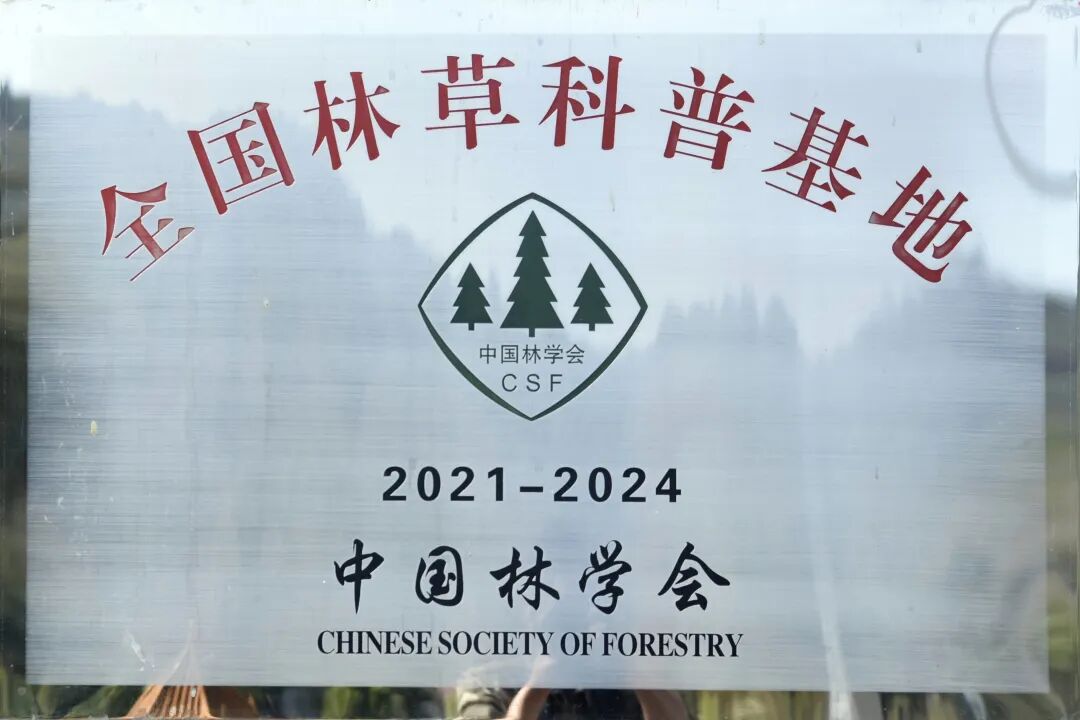 全国林草科普基地
中国林学会
CSF
2021-2024
中国林学会
CHINESE SOCIETY OF FORESTRY